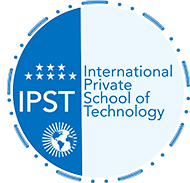 IPST
International
Private
School of
Technology